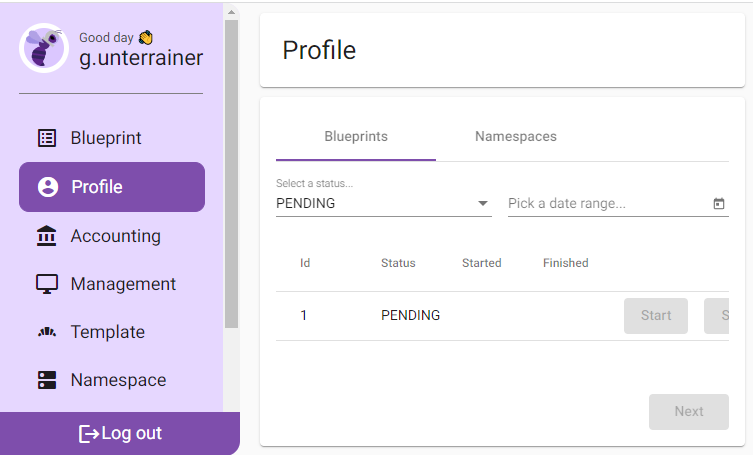 Good day 👏
g.unterrainer
Blueprint
Profile
Accounting
Management
Template
Namespace
Log out
Profile
Blueprints Namespaces
Select a status...
PENDING Pick a date range...
Id Status Started Finished
1 PENDING Start S
Next